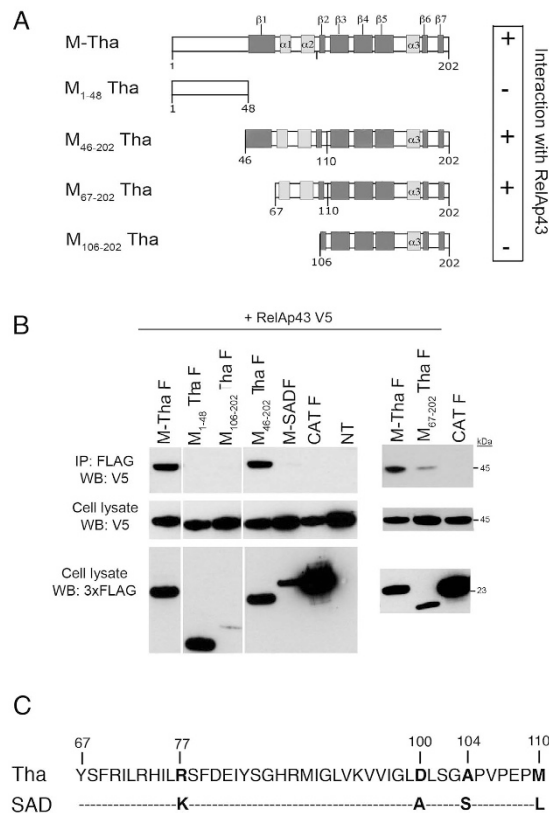 A
β1 β2 β3 β4 β5 β6 β7
M-Tha α1 α2 α3 +
1 202
M1-48 Tha -
1 48
M46-202 Tha α3 +
46 110 202
M67-202 Tha α3 +
67 110 202
M106-202 Tha α3 -
106 202
Interaction with RelAp43
B
+ RelAp43 V5
M-Tha F M1-48 Tha F M106-202 Tha F M46-202 Tha F M-SADF CAT F NT M-Tha F M67-202 Tha F CAT F
kDa
IP: FLAG
WB: V5
45
Cell lysate
WB: V5
45
Cell lysate
WB: 3xFLAG
23
C
67 77 100 104 110
Tha YSFRILRHILRSFDEIYSGHRMIGLVKVVIGLDLSGAPVPEPM
SAD ----------K----------------------A---S-----L